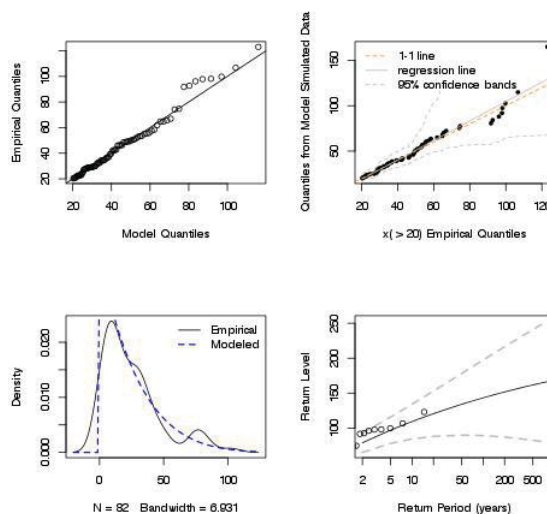 Empirical Quantiles
20 40 60 80 100 120
20 40 60 80 100
Model Quantiles
Quantiles from Model Simulated Data
50 100 150
1-1 line
regression line
95% confidence bands
20 40 60 80 100 120
x( > 20) Empirical Quantiles
Density
0.000 0.010 0.020
Empirical
Modeled
0 50 100
N = 82 Bandwidth = 6.931
Return Level
50 100 150 200 250
2 5 10 50 200 500
Return Period (years)